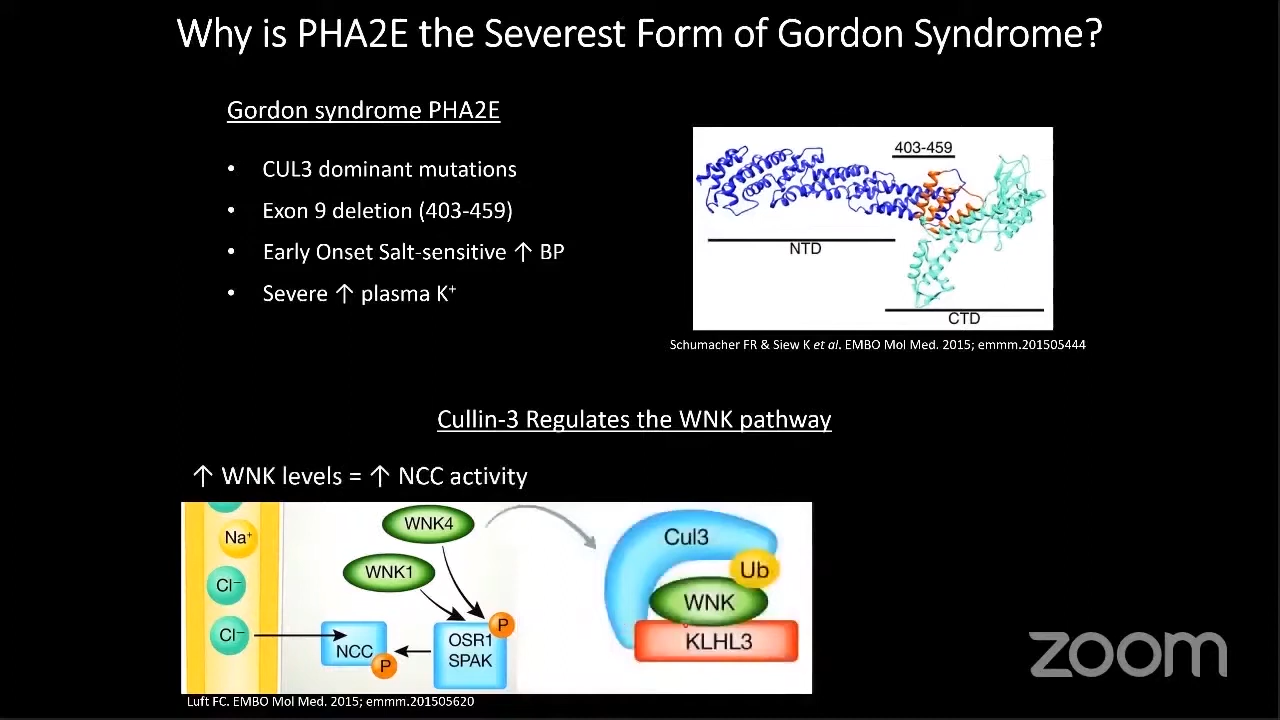 Why is PHA2E the Severest Form of Gordon Syndrome?
Gordon syndrome PHA2E
• CUL3 dominant mutations
• Exon 9 deletion (403-459)
• Early Onset Salt-sensitive ↑ BP
• Severe ↑ plasma K⁺
403-459
NTD
CTD
Schumacher FR & Siew K et al. EMBO Mol Med. 2015; emmm.201505444
Cullin-3 Regulates the WNK pathway
↑ WNK levels = ↑ NCC activity
Na⁺
Cl⁻
Cl⁻
WNK4
WNK1
NCC
P
OSR1
SPAK
P
Cul3
Ub
WNK
KLHL3
Luft FC. EMBO Mol Med. 2015; emmm.201505620
zoom